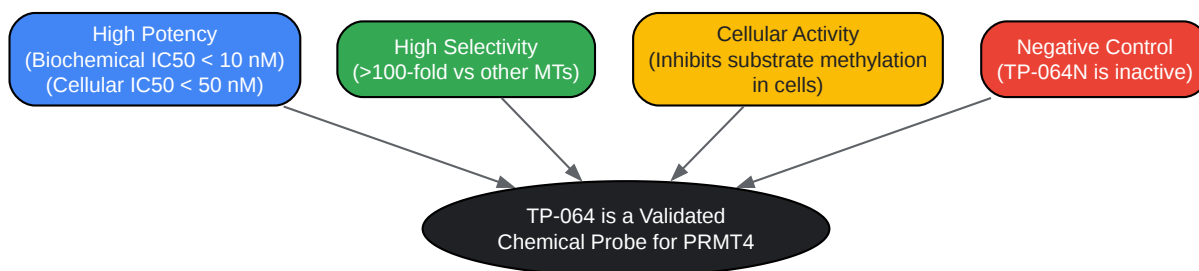 High Potency
(Biochemical IC50 < 10 nM)
(Cellular IC50 < 50 nM)
High Selectivity
(>100-fold vs other MTs)
Cellular Activity
(Inhibits substrate methylation
in cells)
Negative Control
(TP-064N is inactive)
TP-064 is a Validated
Chemical Probe for PRMT4